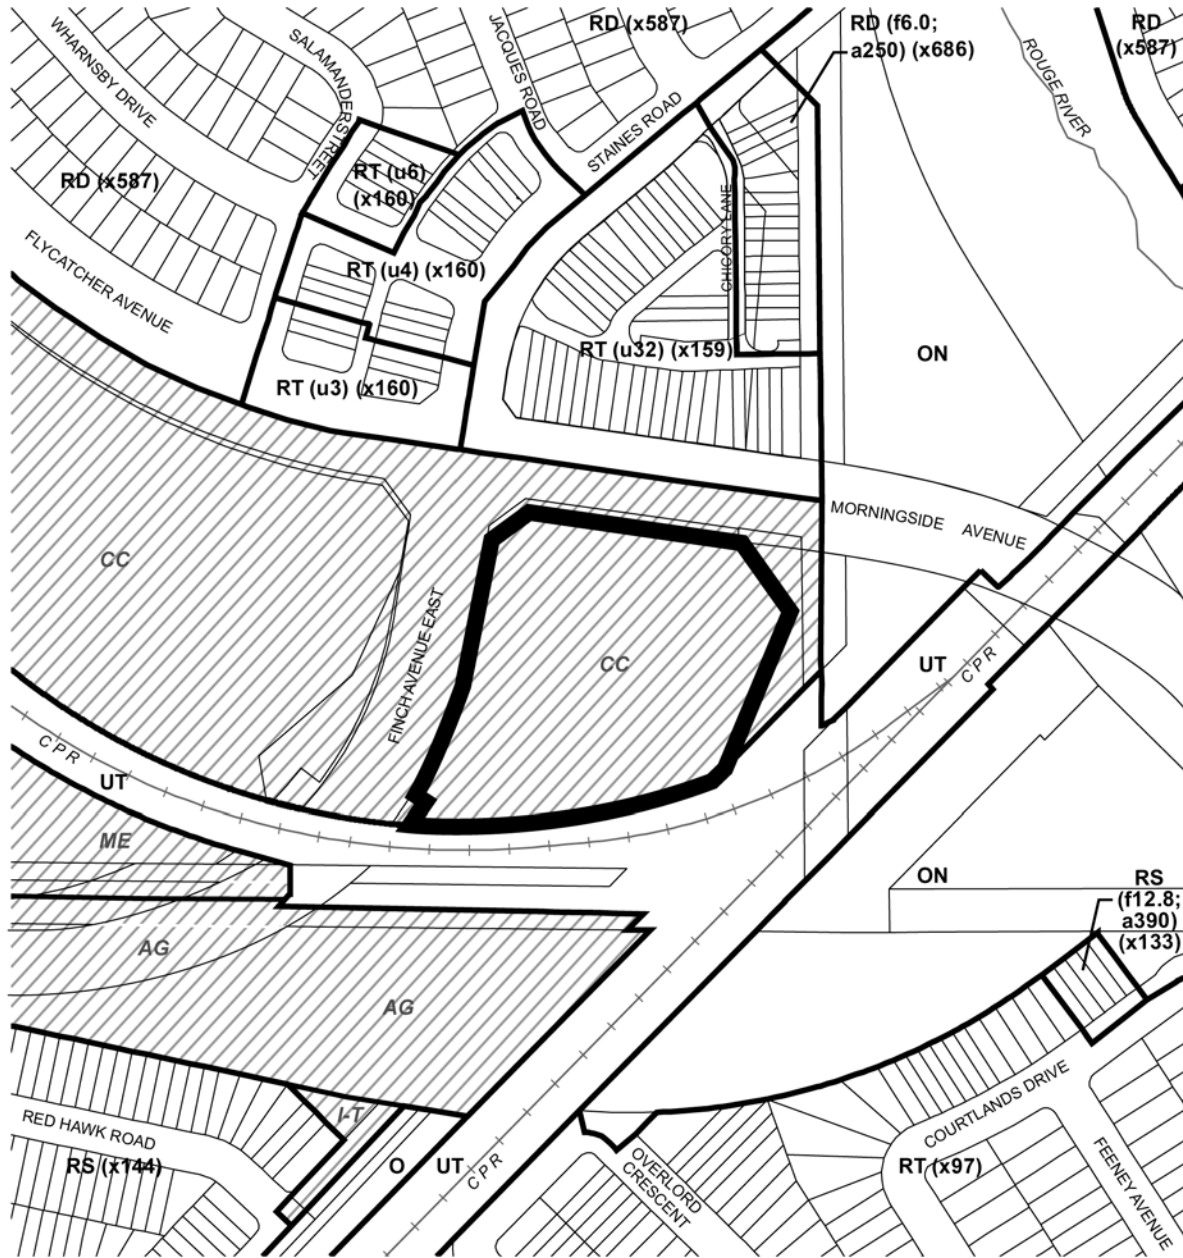 RD (x587)
RD (f6.0;
a250) (x686)
RD
(x587)
WHARNSBY DRIVE
SALAMANDER STREET
JACQUES ROAD
STAINES ROAD
ROUGE RIVER
RD (x587)
RT (u6)
(x160)
CHICORY LANE
FLYCATCHER AVENUE
RT (u4) (x160)
RT (u32) (x159)
ON
RT (u3) (x160)
MORNINGSIDE AVENUE
CC
FINCH AVENUE EAST
CC
UT
CPR
CPR
UT
ME
ON
RS
(f12.8;
a390)
(x133)
AG
AG
I-T
RED HAWK ROAD
RS (x144)
O
UT
CPR
OVERLORD
CRESCENT
COURTLANDS DRIVE
RT (x97)
FEENEY AVENUE